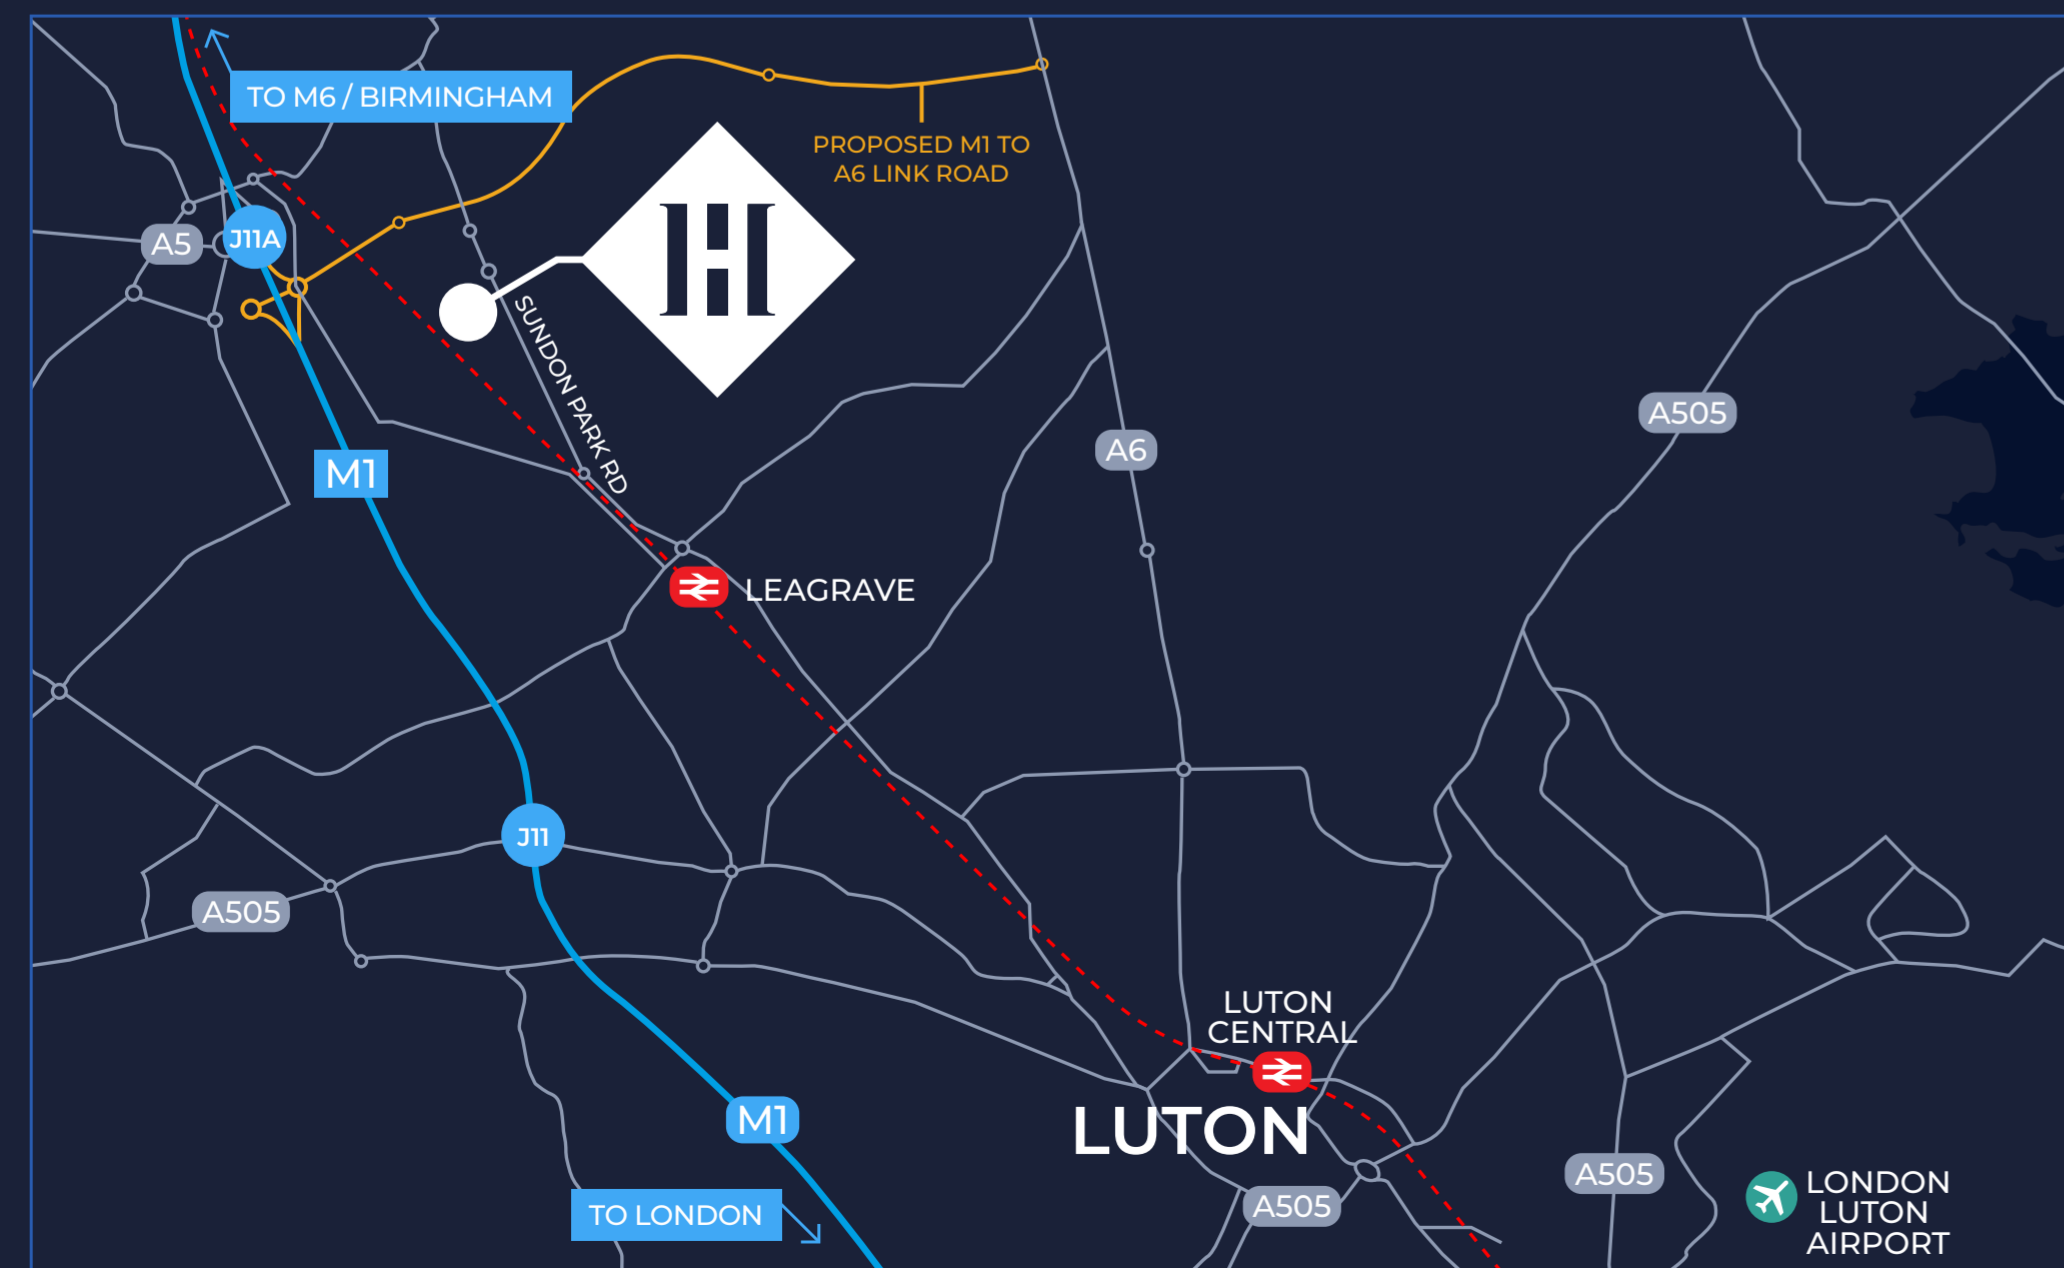 TO M6 / BIRMINGHAM
PROPOSED M1 TO
A6 LINK ROAD
A5
J11A
H
SUNDON PARK RD
A505
A6
M1
LEAGRAVE
J11
A505
LUTON
CENTRAL
M1
LUTON
A505
LONDON
LUTON
AIRPORT
A505
TO LONDON